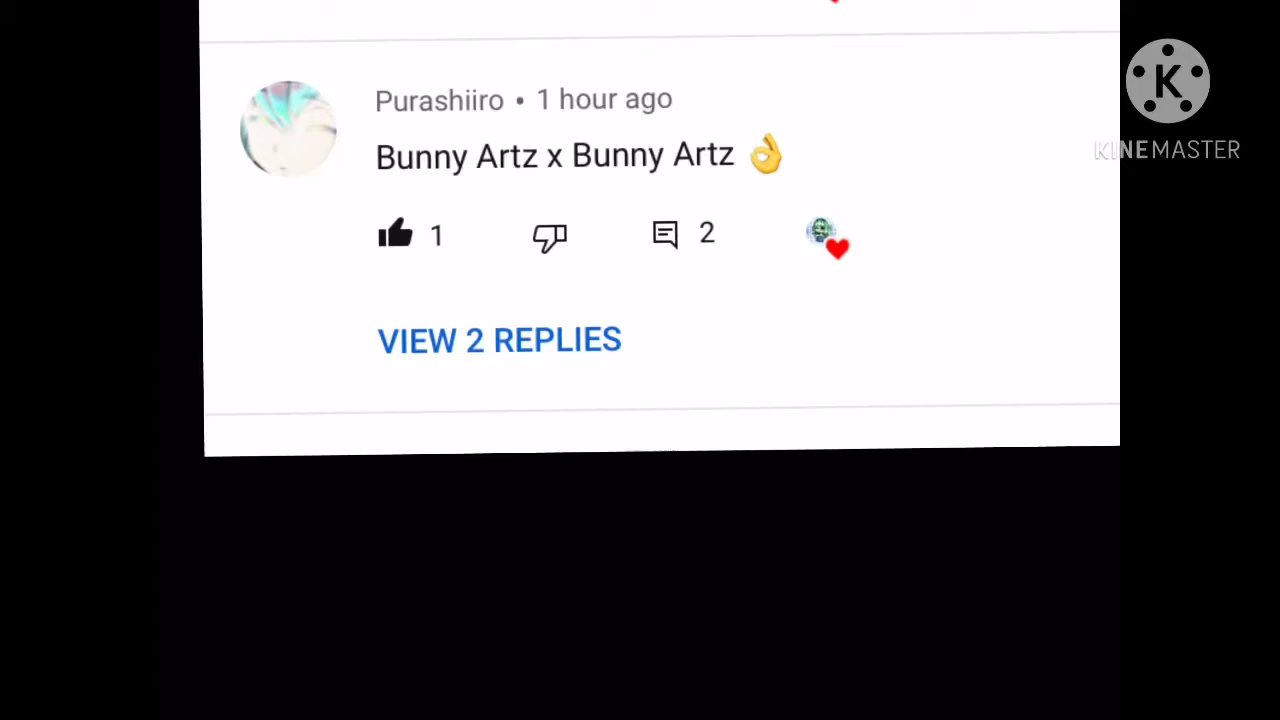 Purashiiro • 1 hour ago
Bunny Artz x Bunny Artz 👌
1
2
VIEW 2 REPLIES
K
KINEMASTER